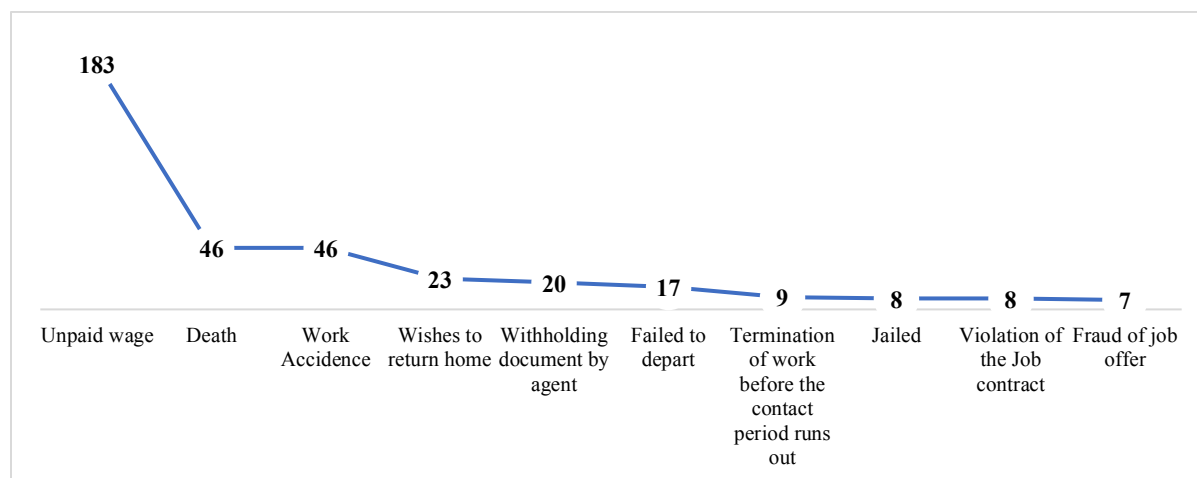 183
46
46
23
20
17
9
8
8
7
Unpaid wage
Death
Work
Accidence
Wishes to
return home
Withholding
document by
agent
Failed to
depart
Termination
of work
before the
contact
period runs
out
Jailed
Violation of
the Job
contract
Fraud of job
offer